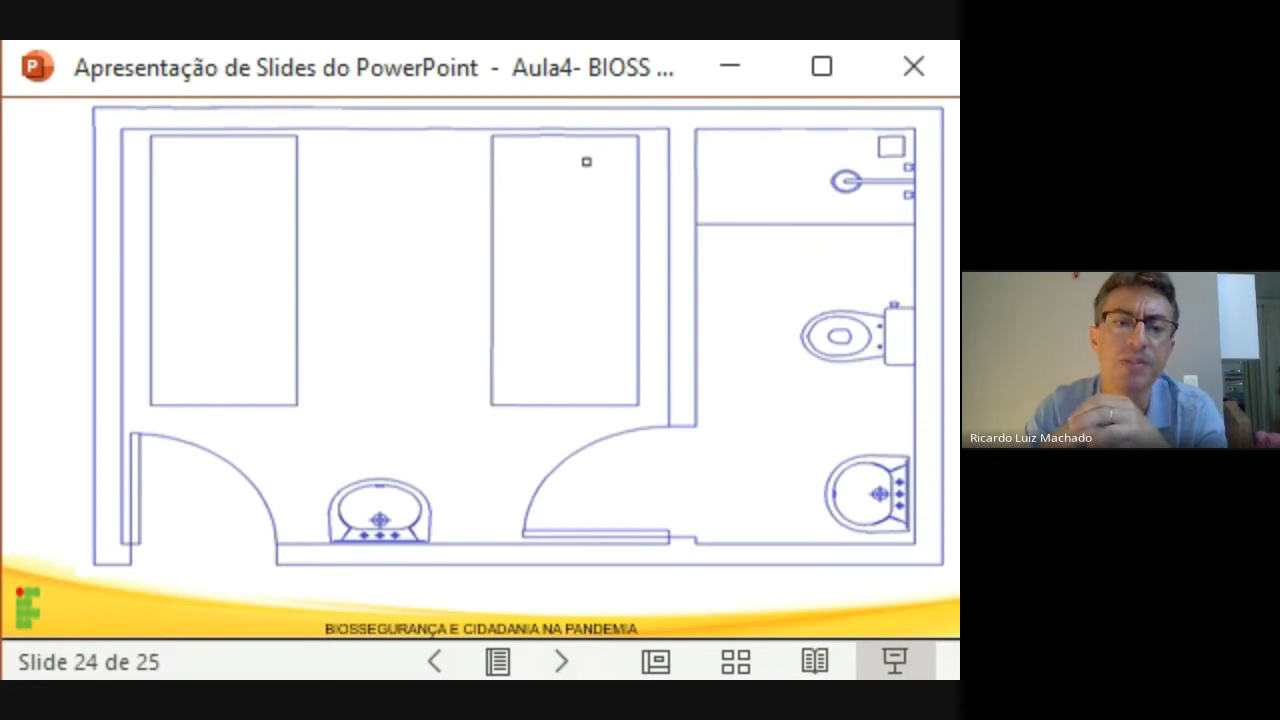 P
Apresentação de Slides do PowerPoint - Aula4- BIOSS ...
Ricardo Luiz Machado
BIOSSEGURANÇA E CIDADANIA NA PANDEMIA
Slide 24 de 25